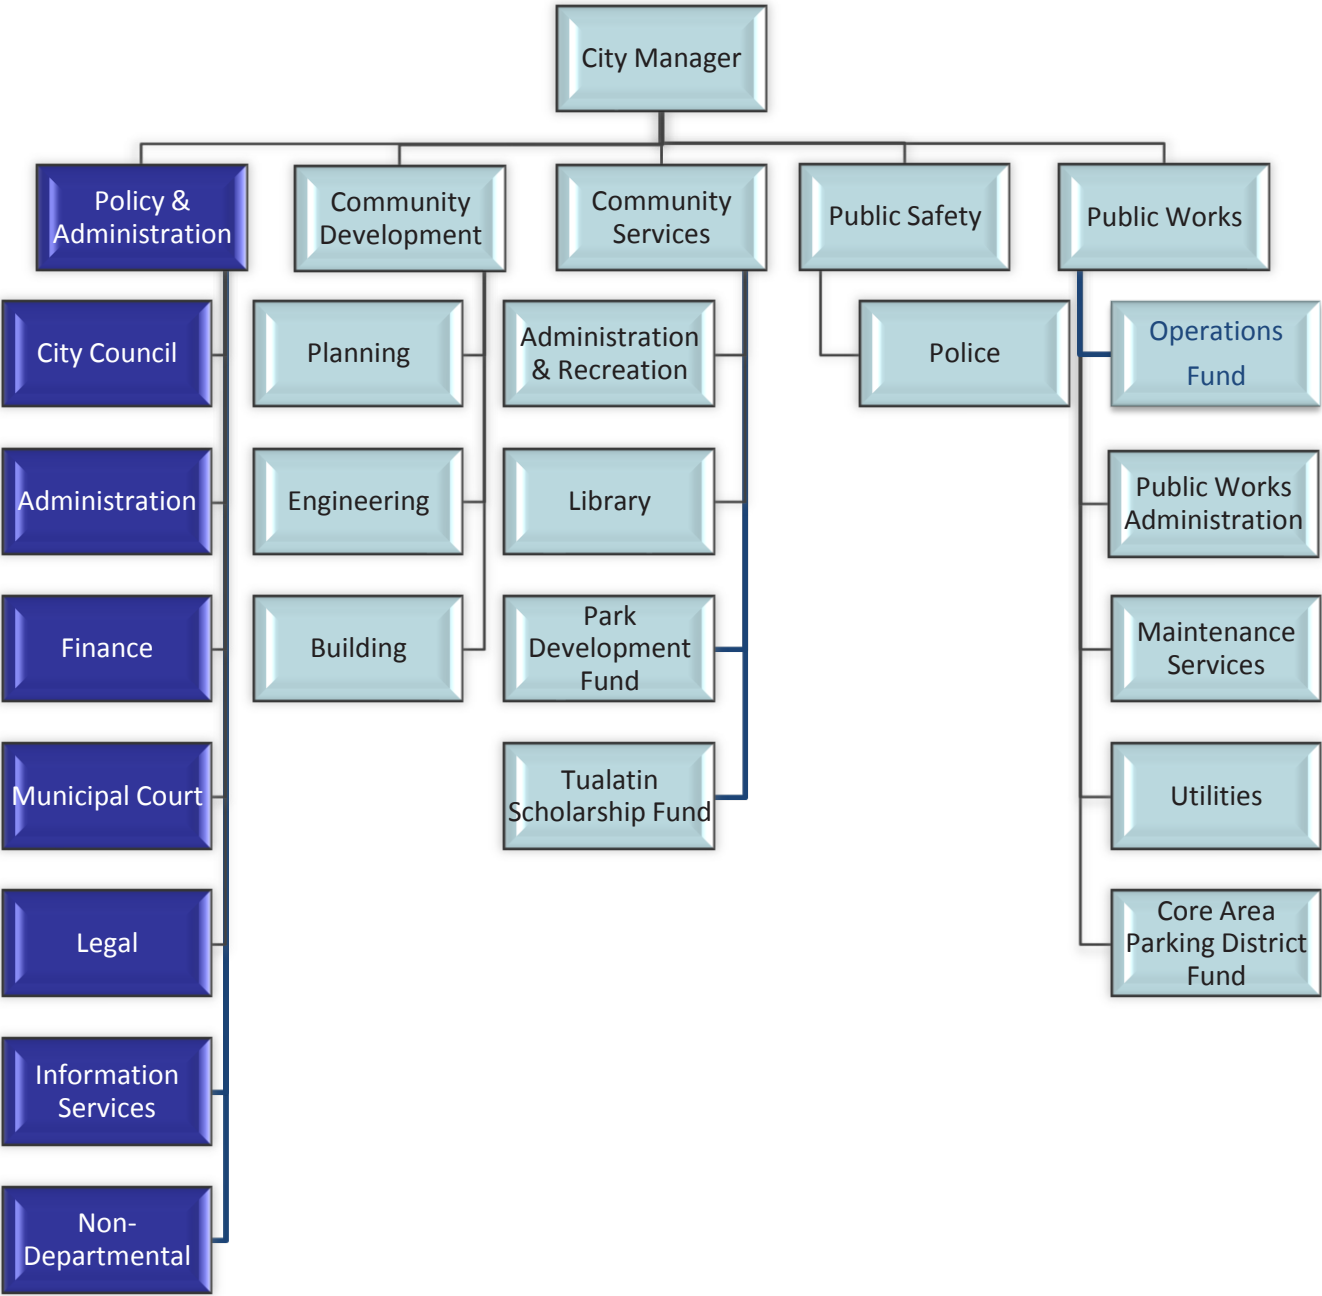 City Manager
Policy &
Administration
Community
Development
Community
Services
Public Safety
Public Works
City Council
Administration
Finance
Municipal Court
Legal
Information
Services
Non-
Departmental
Planning
Engineering
Building
Administration
& Recreation
Library
Park
Development
Fund
Tualatin
Scholarship Fund
Police
Operations
Fund
Public Works
Administration
Maintenance
Services
Utilities
Core Area
Parking District
Fund